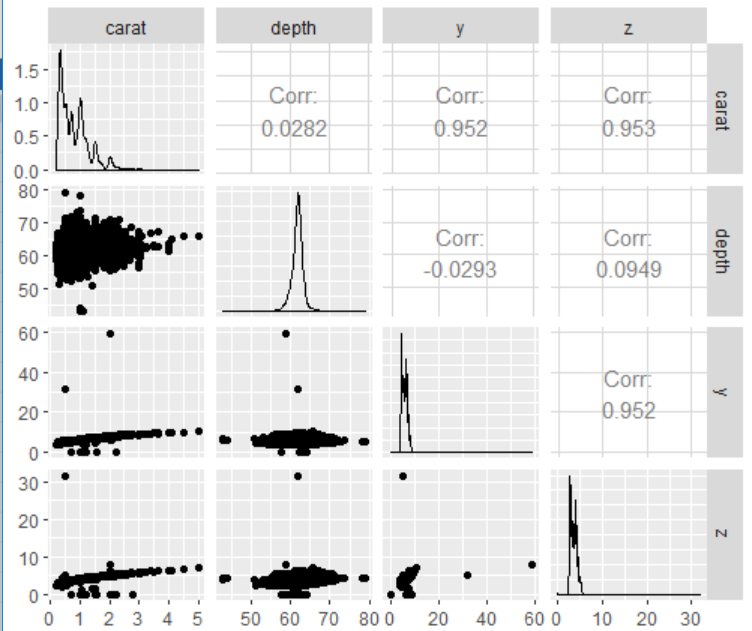 carat depth y z
1.5
1.0
0.5
0.0
Corr:
0.0282
Corr:
0.952
Corr:
0.953
carat
80
70
60
50
Corr:
-0.0293
Corr:
0.0949
depth
60
40
20
0
Corr:
0.952
y
30
20
10
0
z
0 1 2 3 4 5 50 60 70 80 0 20 40 60 0 10 20 30